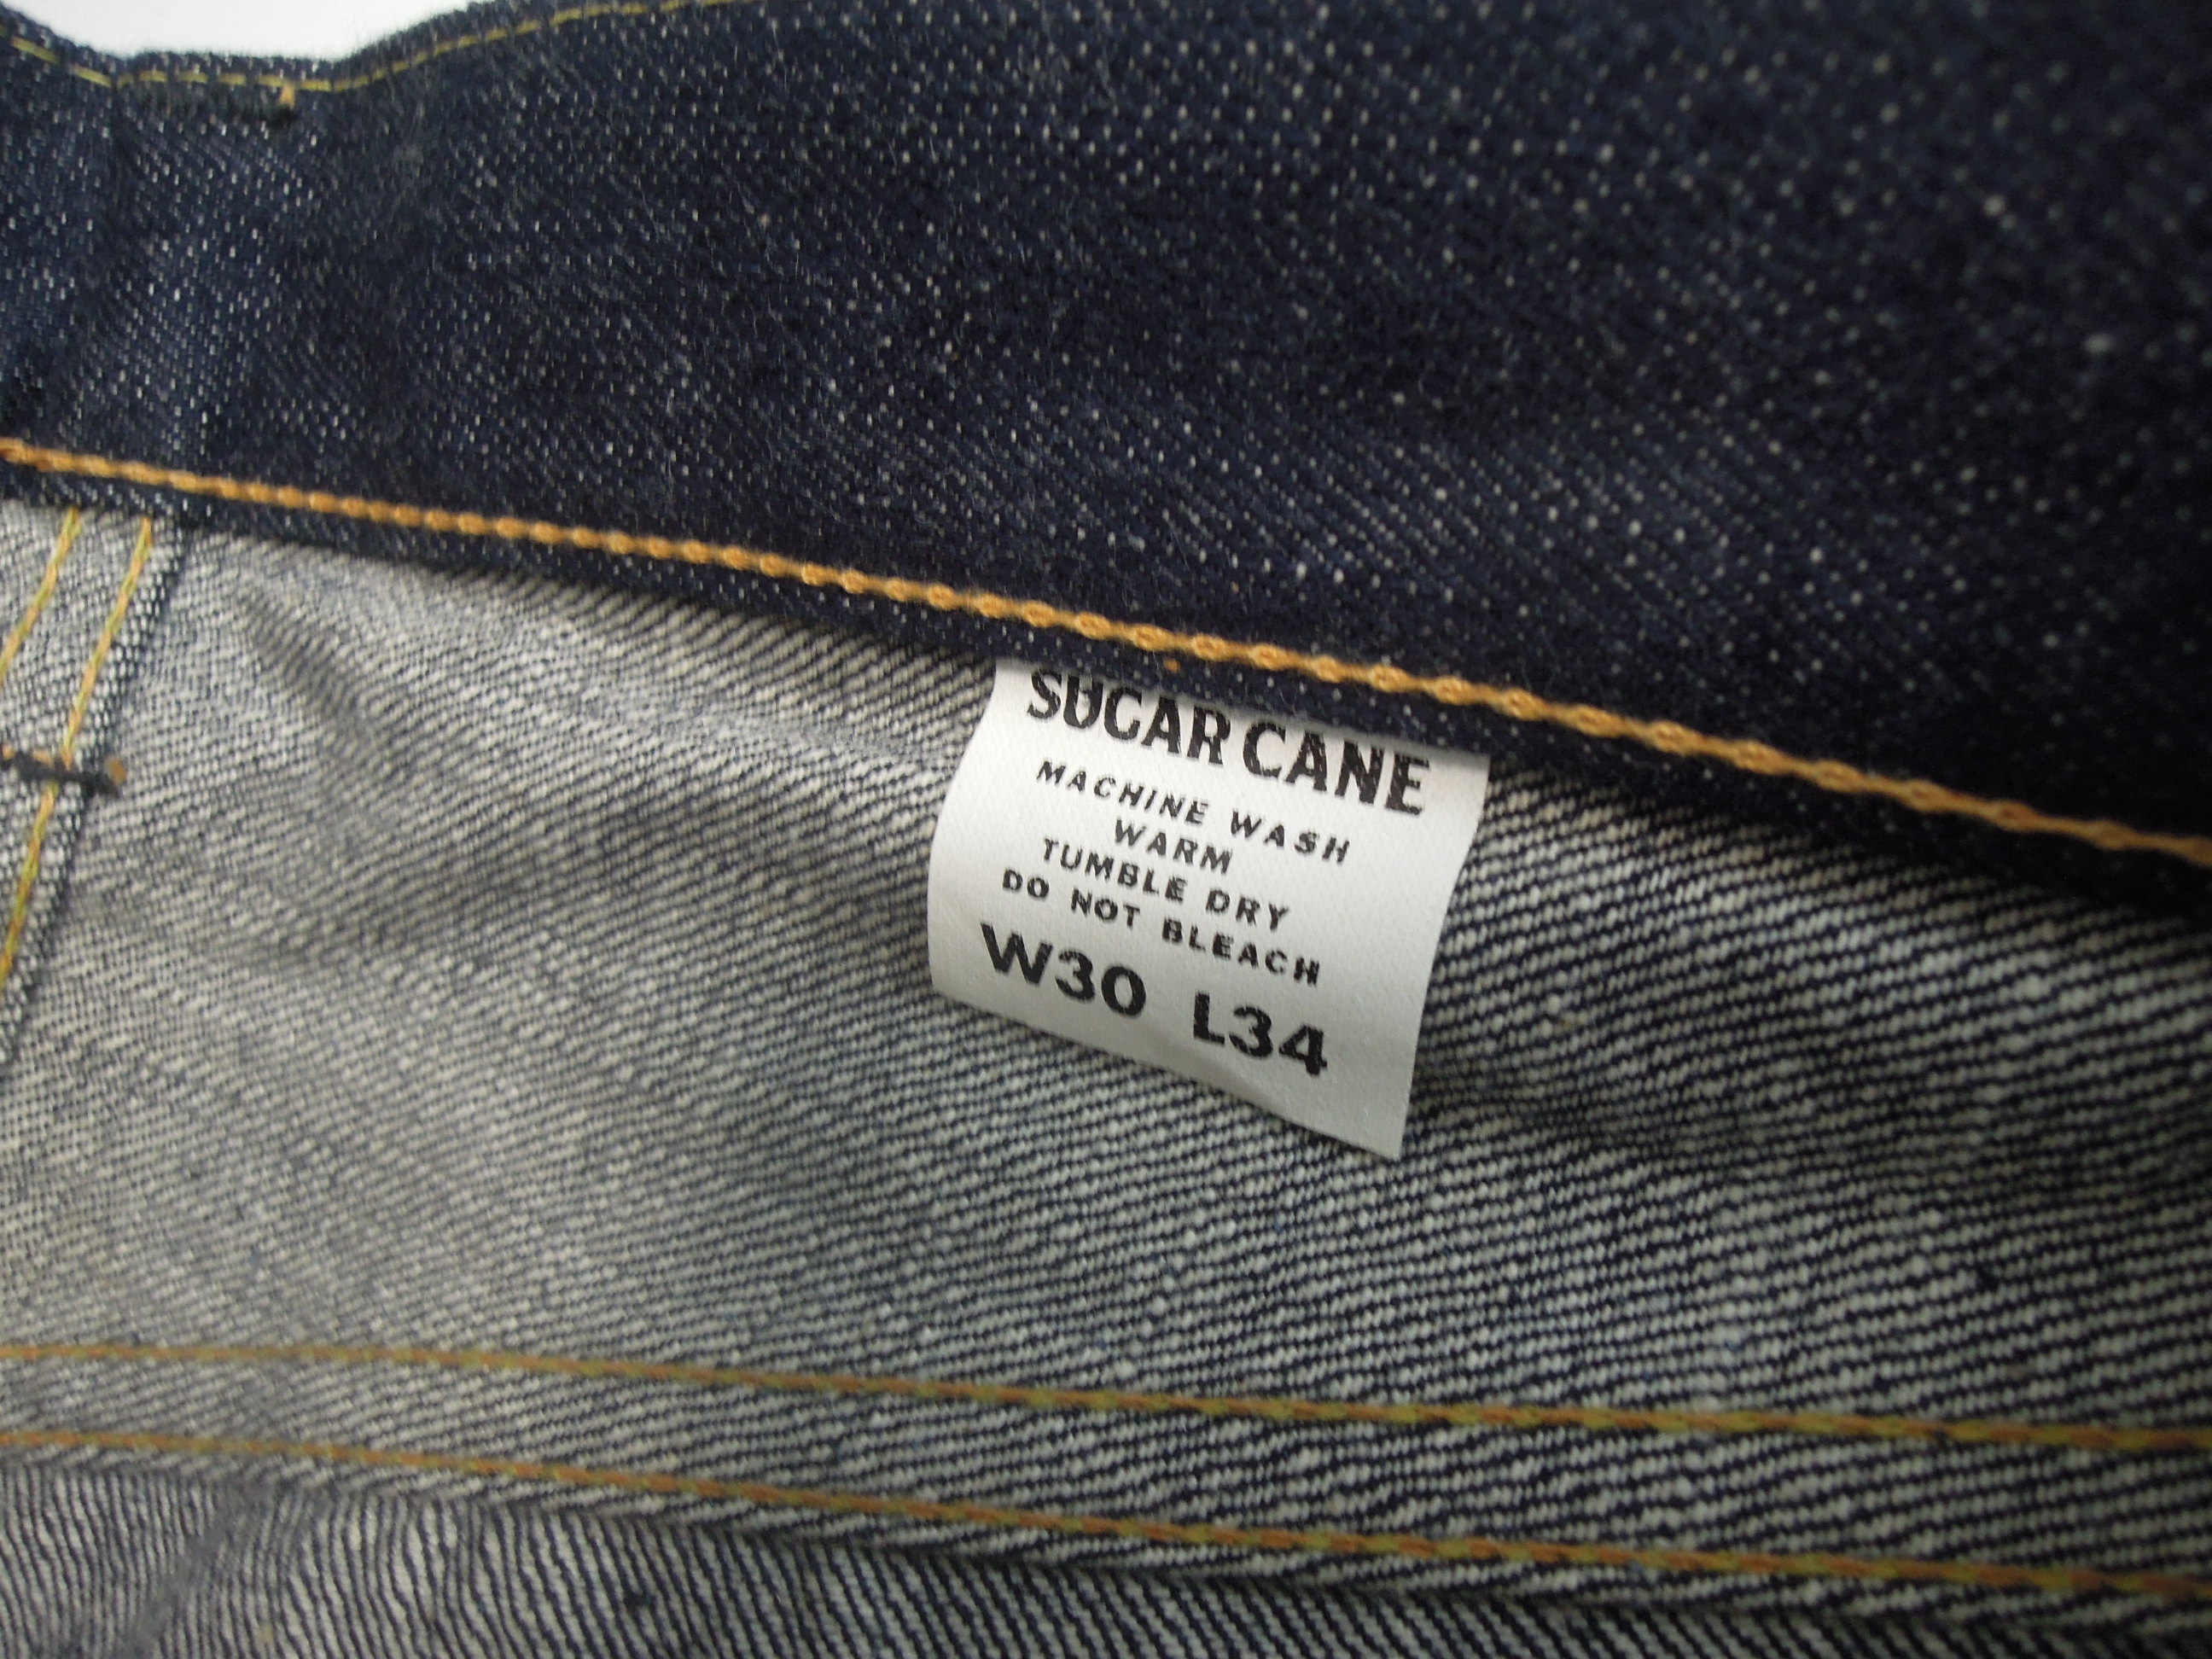 SUGAR CANE
MACHINE WASH
WARM
TUMBLE DRY
DO NOT BLEACH
W30 L34